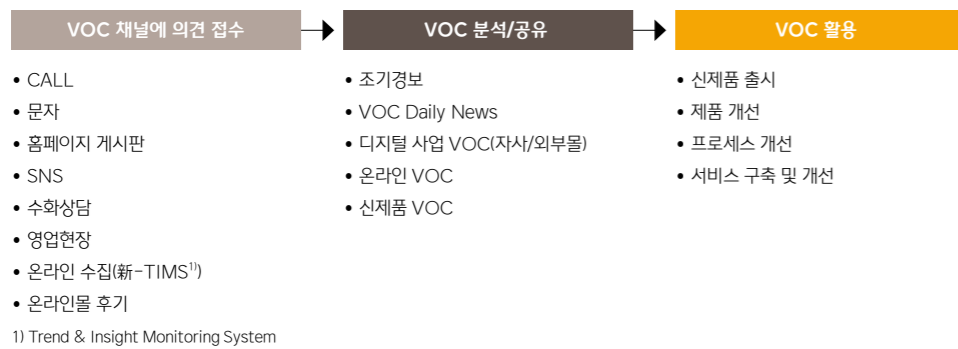 VOC 채널에 의견 접수
• CALL
• 문자
• 홈페이지 게시판
• SNS
• 수화상담
• 영업현장
• 온라인 수집(新-TIMS1))
• 온라인몰 후기
1) Trend & Insight Monitoring System
VOC 분석/공유
• 조기경보
• VOC Daily News
• 디지털 사업 VOC(자사/외부몰)
• 온라인 VOC
• 신제품 VOC
VOC 활용
• 신제품 출시
• 제품 개선
• 프로세스 개선
• 서비스 구축 및 개선